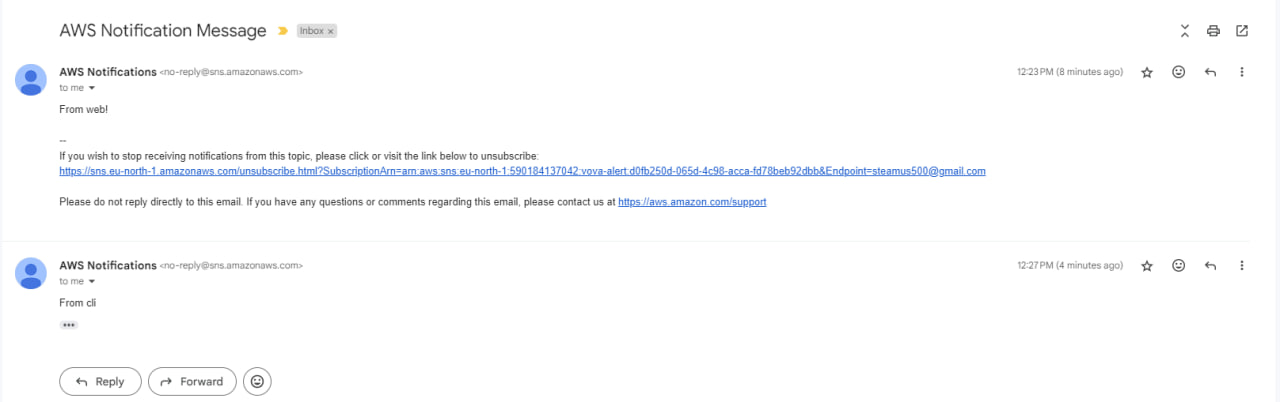 AWS Notification Message Inbox ×
AWS Notifications <no-reply@sns.amazonaws.com> 12:23 PM (8 minutes ago)
to me
From web!
--
If you wish to stop receiving notifications from this topic, please click or visit the link below to unsubscribe:
https://sns.eu-north-1.amazonaws.com/unsubscribe.html?SubscriptionArn=arn:aws:sns:eu-north-1:590184137042:vova-alert:d0fb250d-065d-4c98-acca-fd78beb92dbb&Endpoint=steamus500@gmail.com
Please do not reply directly to this email. If you have any questions or comments regarding this email, please contact us at https://aws.amazon.com/support
AWS Notifications <no-reply@sns.amazonaws.com> 12:27 PM (4 minutes ago)
to me
From cli
Reply Forward